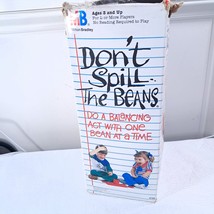 MB
Milton Bradley
Ages 5 and Up
For 2 or More Players
No Reading Required to Play
Don't
Spill
The Beans
DO A BALANCING
ACT WITH ONE
BEAN AT A TIME